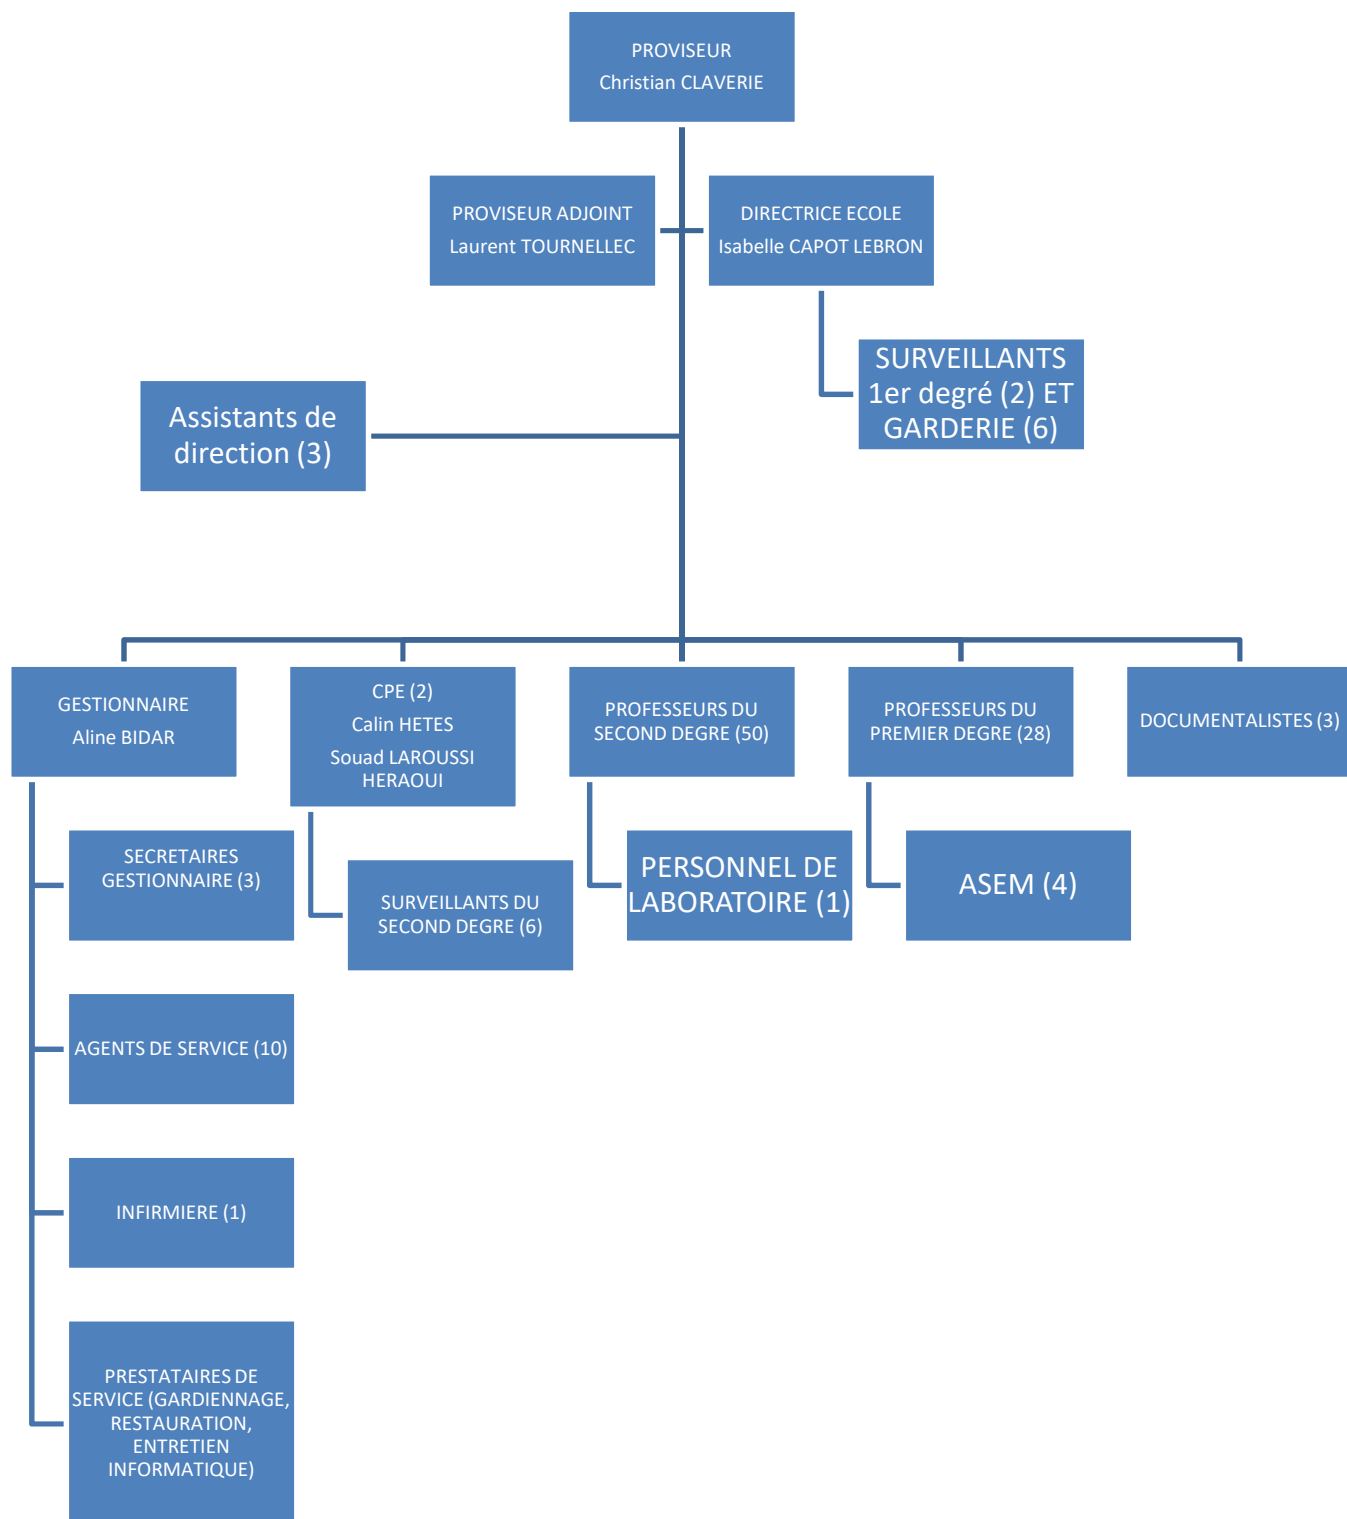 PROVISEUR
Christian CLAVERIE
PROVISEUR ADJOINT
Laurent TOURNELLEC
DIRECTRICE ECOLE
Isabelle CAPOT LEBRON
SURVEILLANTS
1er degré (2) ET
GARDERIE (6)
Assistants de
direction (3)
GESTIONNAIRE
Aline BIDAR
CPE (2)
Calin HETES
Souad LAROUSSI
HERAOUI
PROFESSEURS DU
SECOND DEGRE (50)
PROFESSEURS DU
PREMIER DEGRE (28)
DOCUMENTALISTES (3)
SECRETAIRES
GESTIONNAIRE (3)
SURVEILLANTS DU
SECOND DEGRE (6)
PERSONNEL DE
LABORATOIRE (1)
ASEM (4)
AGENTS DE SERVICE (10)
INFIRMIERE (1)
PRESTATAIRES DE
SERVICE (GARDIENNAGE,
RESTAURATION,
ENTRETIEN
INFORMATIQUE)